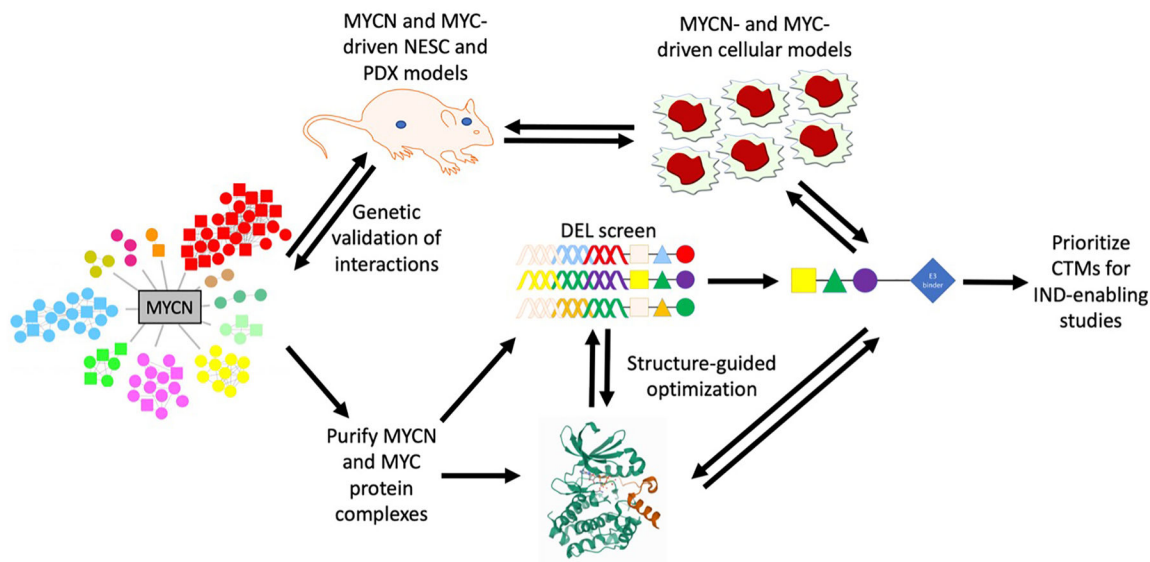 MYCN and MYC-
driven NESC and
PDX models
MYCN- and MYC-
driven cellular models
Genetic
validation of
interactions
DEL screen
MYCN
E3
binder
Prioritize
CTMs for
IND-enabling
studies
Structure-guided
optimization
Purify MYCN
and MYC
protein
complexes